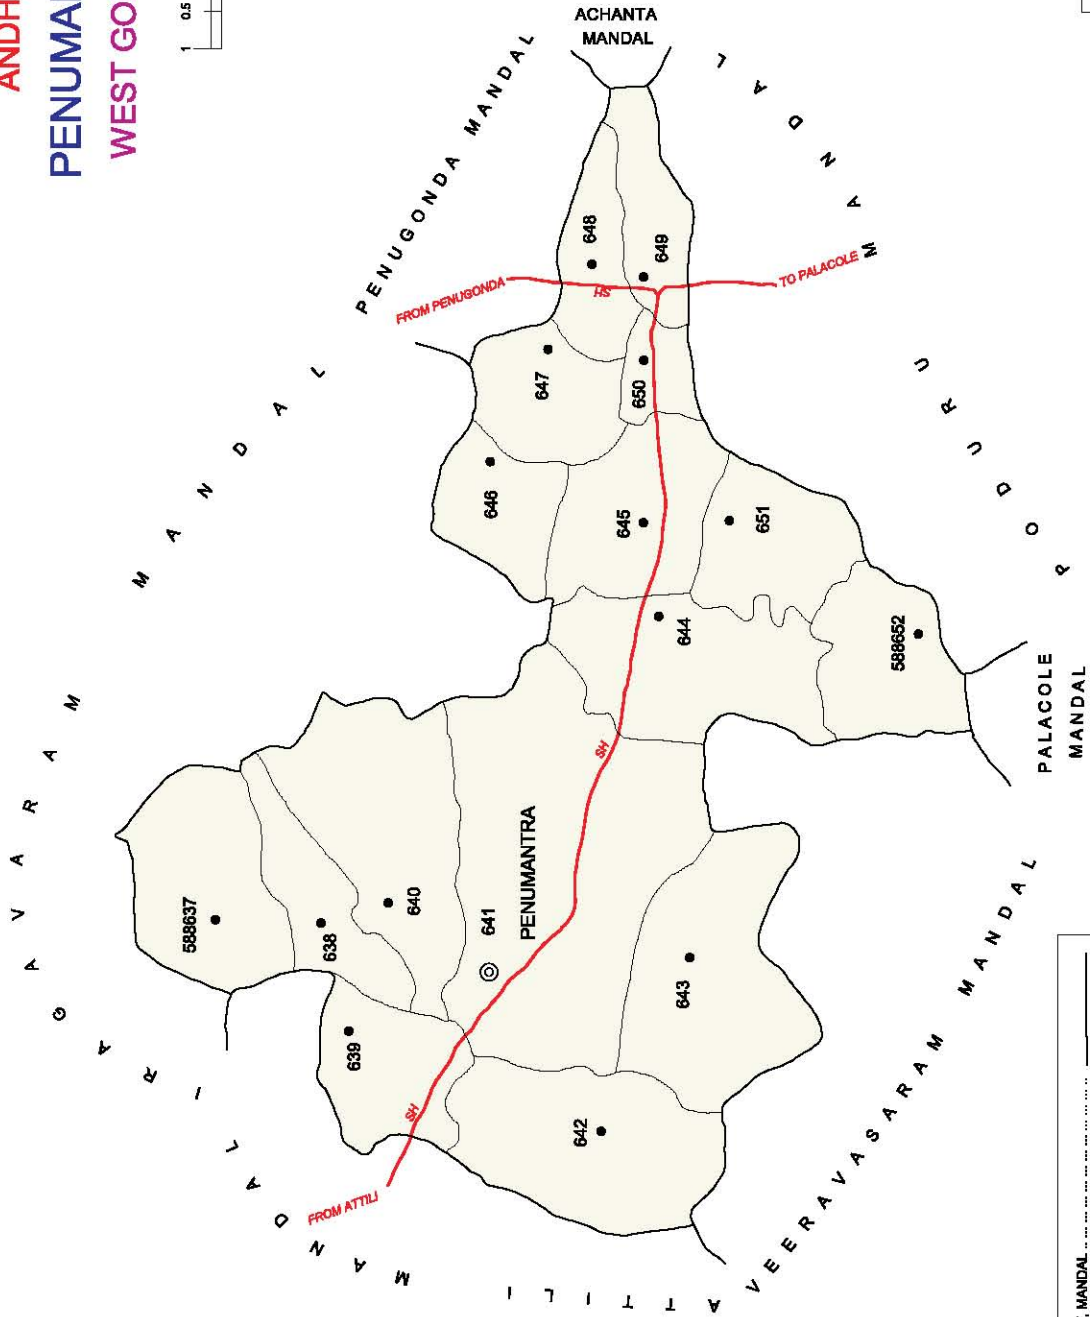 ANDH
PENUMA
WEST GO
1 0.5
ACHANTA
MANDAL
PENUGONDA MANDAL
FROM PENUGONDA
SH
TO PALACOLE
PODURU MANDAL
IRAGAVARAM MANDAL
648
649
647
650
646
645
651
644
588652
PALACOLE
MANDAL
588637
638
640
641
PENUMANTRA
SH
639
643
642
SH
FROM ATTILI
ATTILI MANDAL
VEERAVASARAM MANDAL
, MANDAL